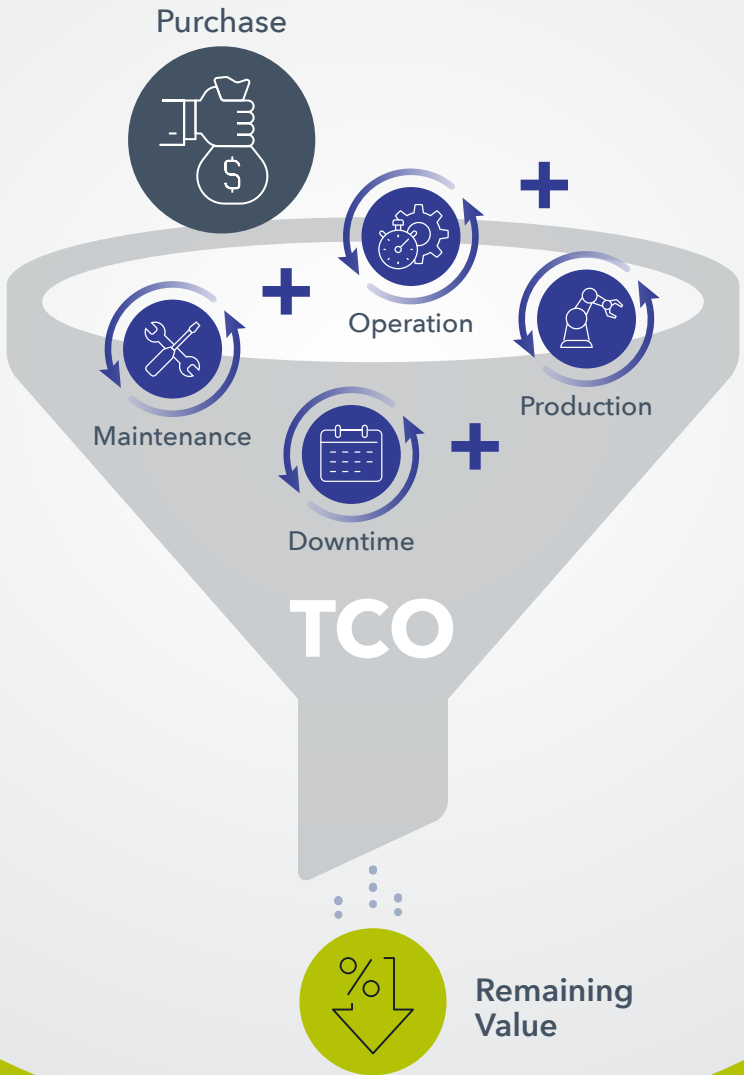 Purchase
+
+
Operation
Production
Maintenance
+
Downtime
$
TCO
%
Remaining
Value